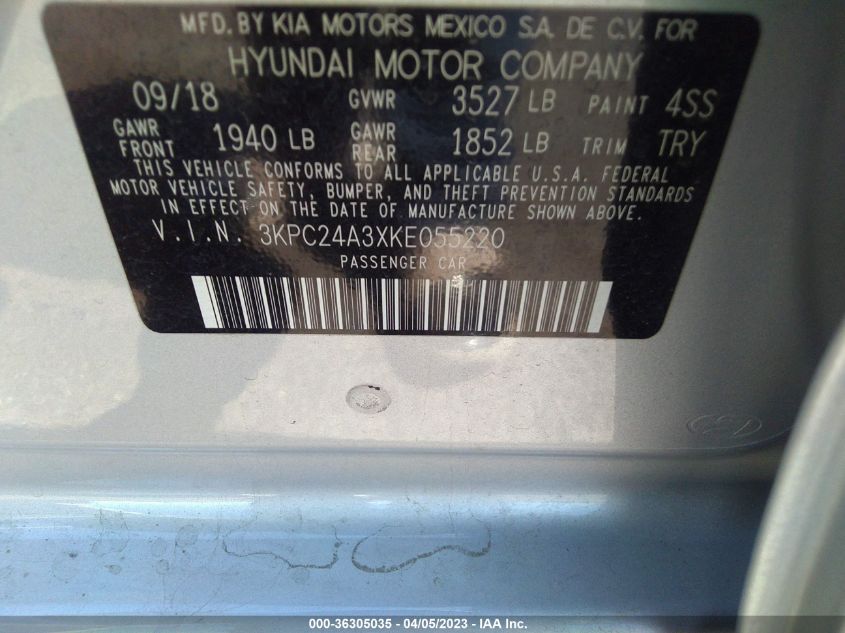 MFD. BY KIA MOTORS MEXICO S.A. DE C.V. FOR
HYUNDAI MOTOR COMPANY
09/18 GVWR 3527 LB PAINT 4SS
GAWR FRONT 1940 LB GAWR REAR 1852 LB TRIM TRY
THIS VEHICLE CONFORMS TO ALL APPLICABLE U.S.A. FEDERAL
MOTOR VEHICLE SAFETY, BUMPER, AND THEFT PREVENTION STANDARDS
IN EFFECT ON THE DATE OF MANUFACTURE SHOWN ABOVE.
V.I.N. 3KPC24A3XKE055220
PASSENGER CAR
CED
000-36305035 - 04/05/2023 - IAA Inc.